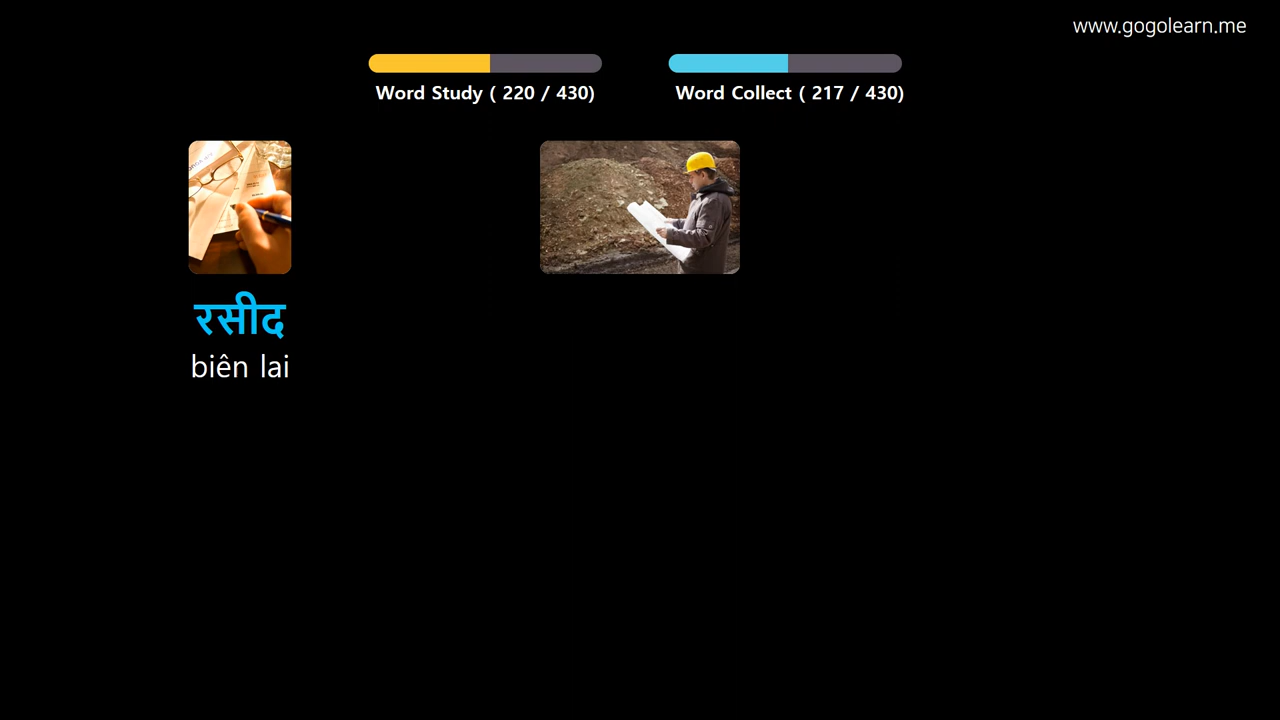 www.gogolearn.me
Word Study ( 220 / 430)
Word Collect ( 217 / 430)
रसीद
biên lai